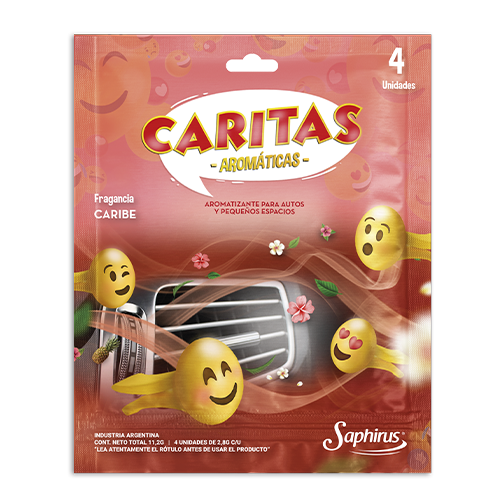 4
Unidades
CARITAS
- AROMÁTICAS -
Fragancia
CARIBE
AROMATIZANTE PARA AUTOS
Y PEQUEÑOS ESPACIOS
INDUSTRIA ARGENTINA
CONT. NETO TOTAL 11,2G | 4 UNIDADES DE 2,8G C/U
"LEA ATENTAMENTE EL RÓTULO ANTES DE USAR EL PRODUCTO"
Saphirus®